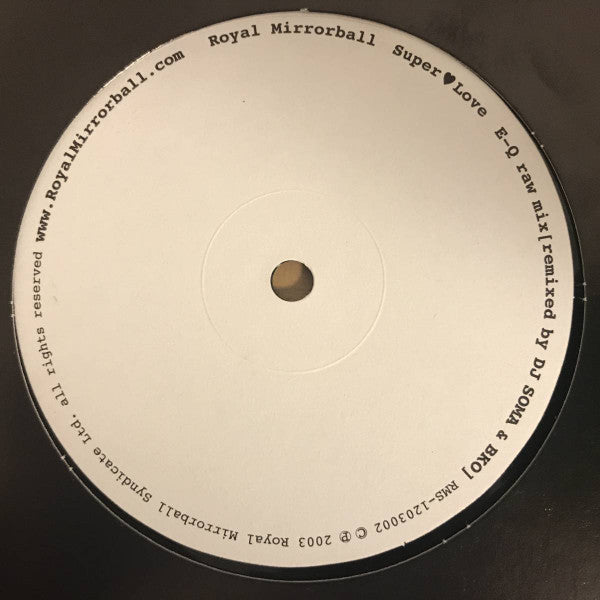 Royal Mirrorball Super♥Love E-Q raw mix[remixed by DJ SOMA & BKO] RMS-1203002 © ℗ 2003 Royal Mirrorball Syndicate Ltd. all rights reserved www.RoyalMirrorball.com